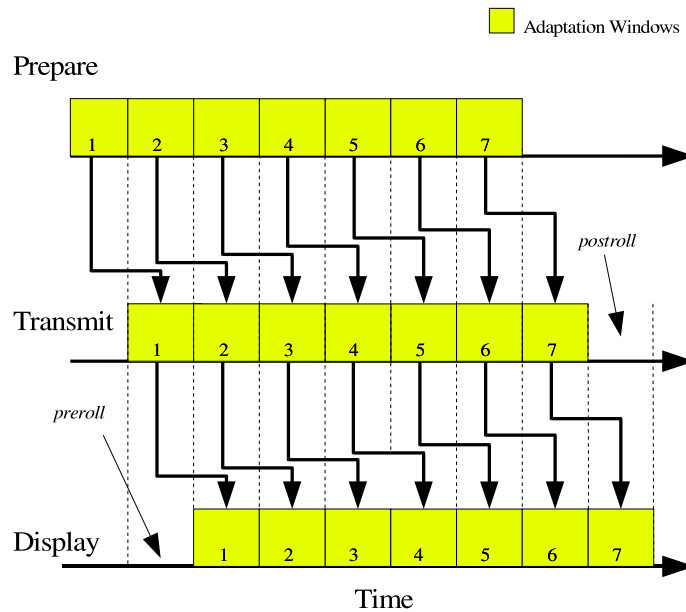 Adaptation Windows
Prepare
1 2 3 4 5 6 7
postroll
Transmit
1 2 3 4 5 6 7
preroll
Display
1 2 3 4 5 6 7
Time